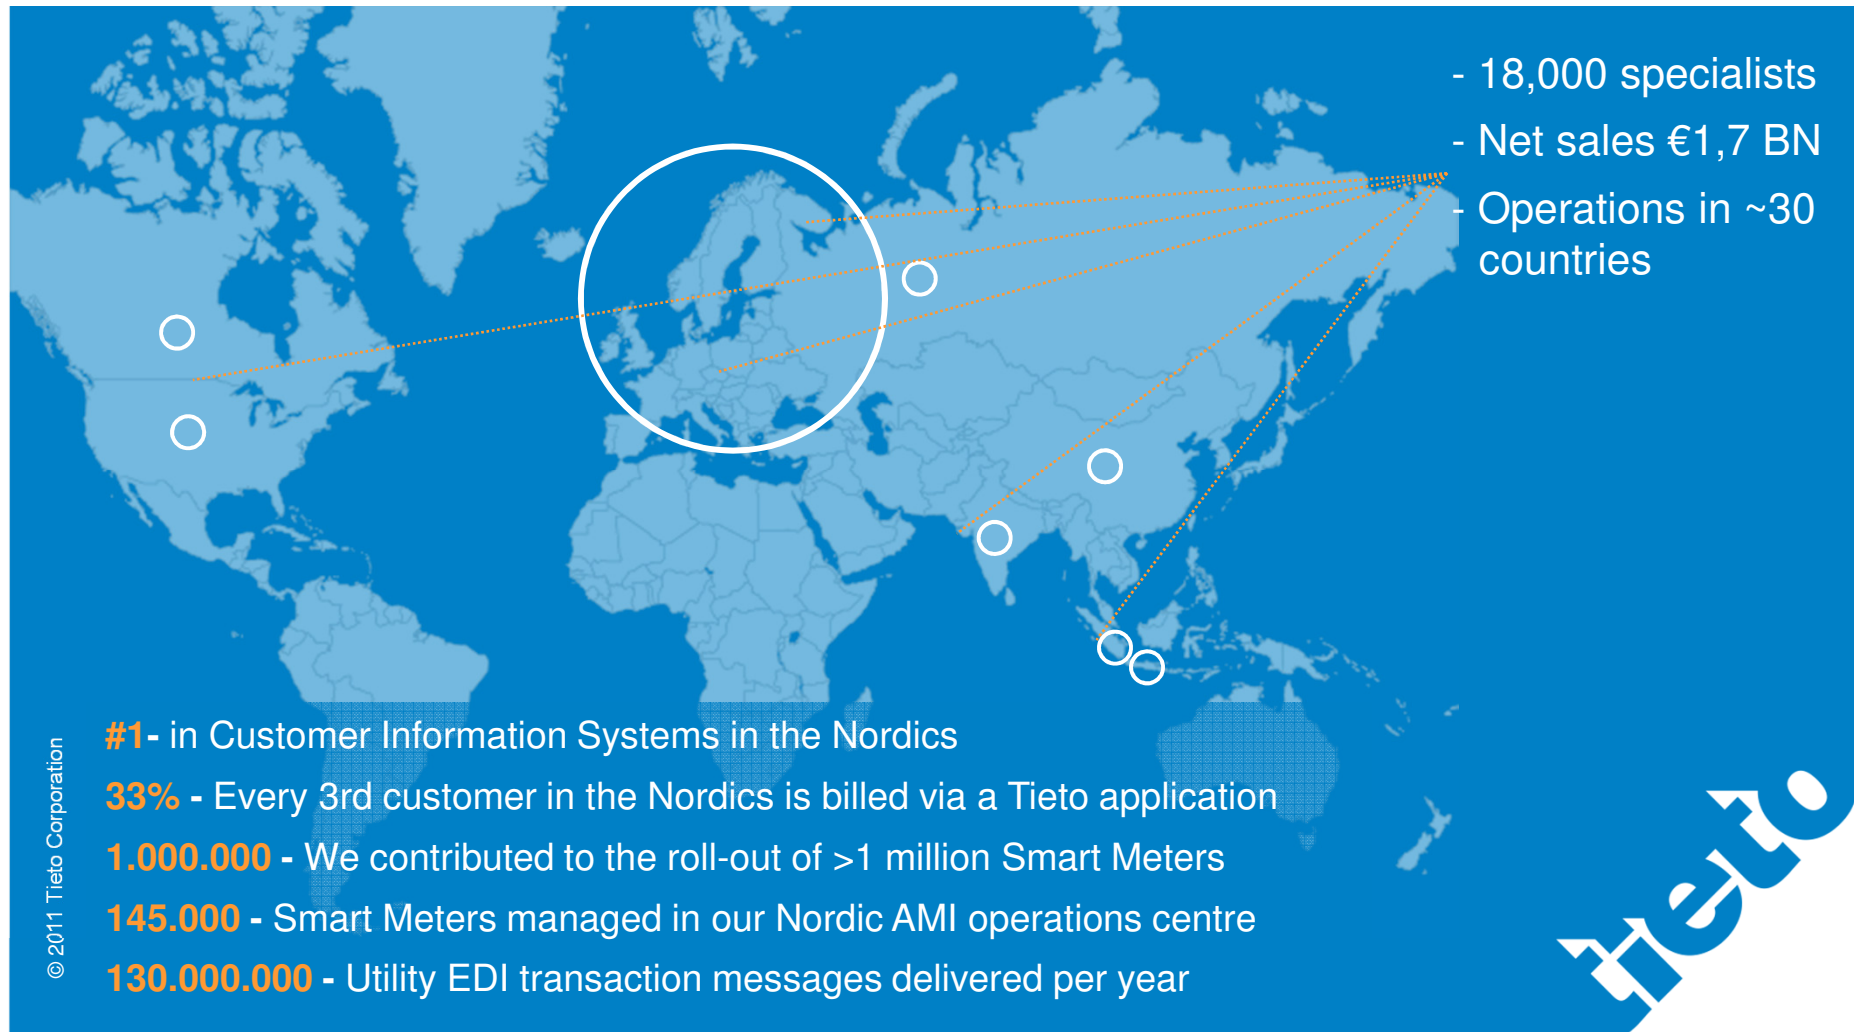 - 18,000 specialists
- Net sales €1,7 BN
- Operations in ~30
countries
#1- in Customer Information Systems in the Nordics
33% - Every 3rd customer in the Nordics is billed via a Tieto application
1.000.000 - We contributed to the roll-out of >1 million Smart Meters
145.000 - Smart Meters managed in our Nordic AMI operations centre
130.000.000 - Utility EDI transaction messages delivered per year
© 2011 Tieto Corporation
tieto